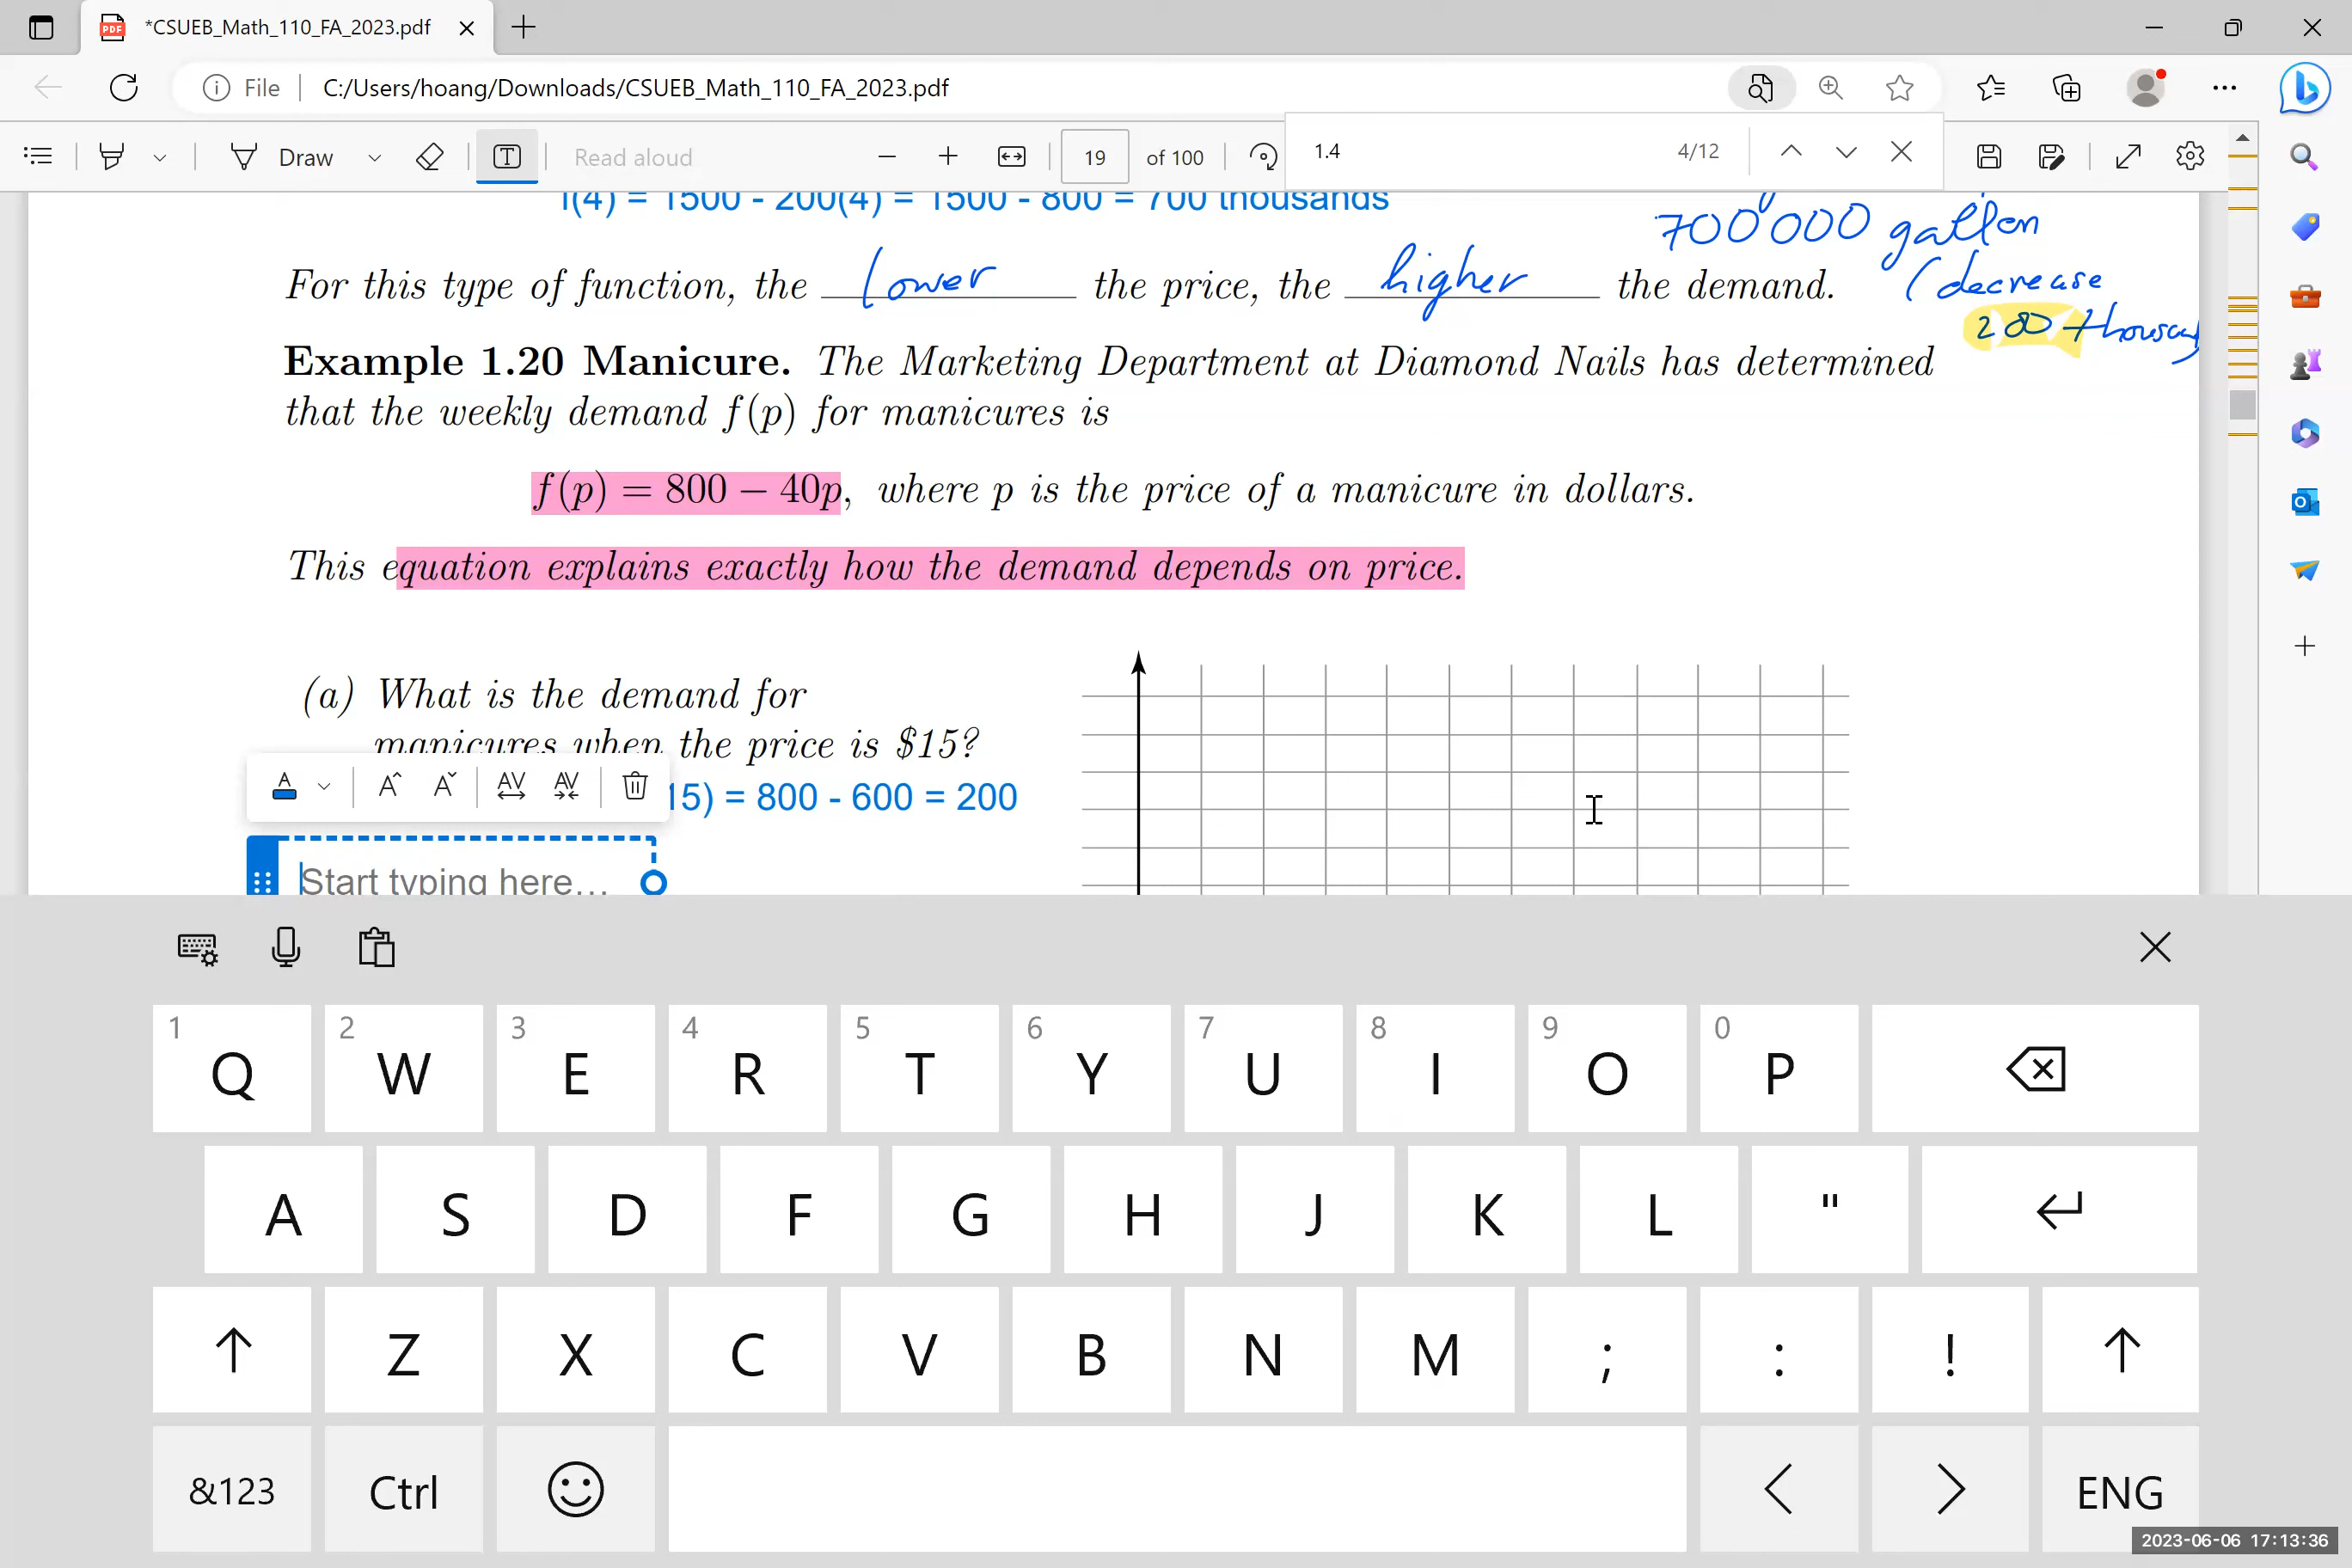 *CSUEB_Math_110_FA_2023.pdf
File
C:/Users/hoang/Downloads/CSUEB_Math_110_FA_2023.pdf
Draw
Read aloud
19 of 100
1.4
4/12
f(4) = 1500 - 200(4) = 1500 - 800 = 700 thousands
700'000 gallon
For this type of function, the lower the price, the higher the demand.
(decrease
200 thousand
Example 1.20 Manicure. The Marketing Department at Diamond Nails has determined
that the weekly demand f(p) for manicures is
f(p) = 800 − 40p, where p is the price of a manicure in dollars.
This equation explains exactly how the demand depends on price.
(a) What is the demand for
manicures when the price is $15?
15) = 800 - 600 = 200
Start typing here...
1 Q 2 W 3 E 4 R 5 T 6 Y 7 U 8 I 9 O 0 P
A S D F G H J K L "
Z X C V B N M ; : !
&123 Ctrl ENG
2023-06-06 17:13:36